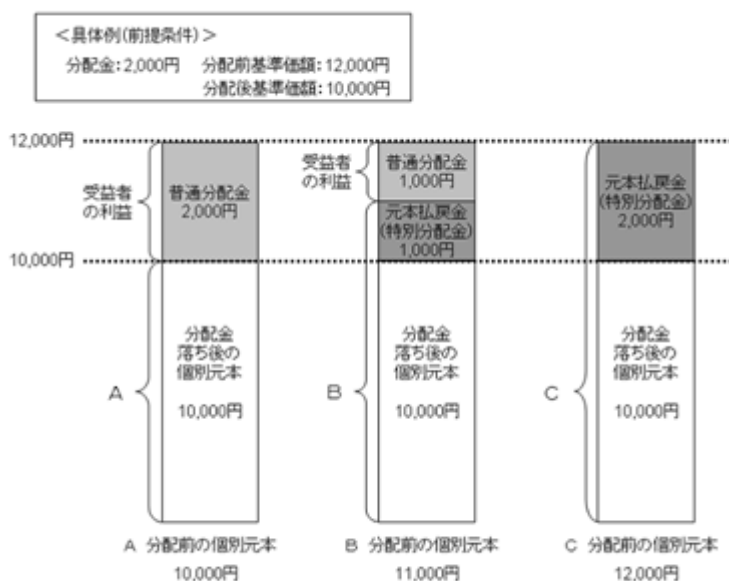 ＜具体例(前提条件)＞
分配金：2,000円　分配前基準価額：12,000円
分配後基準価額：10,000円
12,000円
受益者
の利益
普通分配金
2,000円
受益者
の利益
普通分配金
1,000円
元本払戻金
(特別分配金)
1,000円
元本払戻金
(特別分配金)
2,000円
10,000円
A
分配金
落ち後の
個別元本
10,000円
B
分配金
落ち後の
個別元本
10,000円
C
分配金
落ち後の
個別元本
10,000円
A 分配前の個別元本
10,000円
B 分配前の個別元本
11,000円
C 分配前の個別元本
12,000円